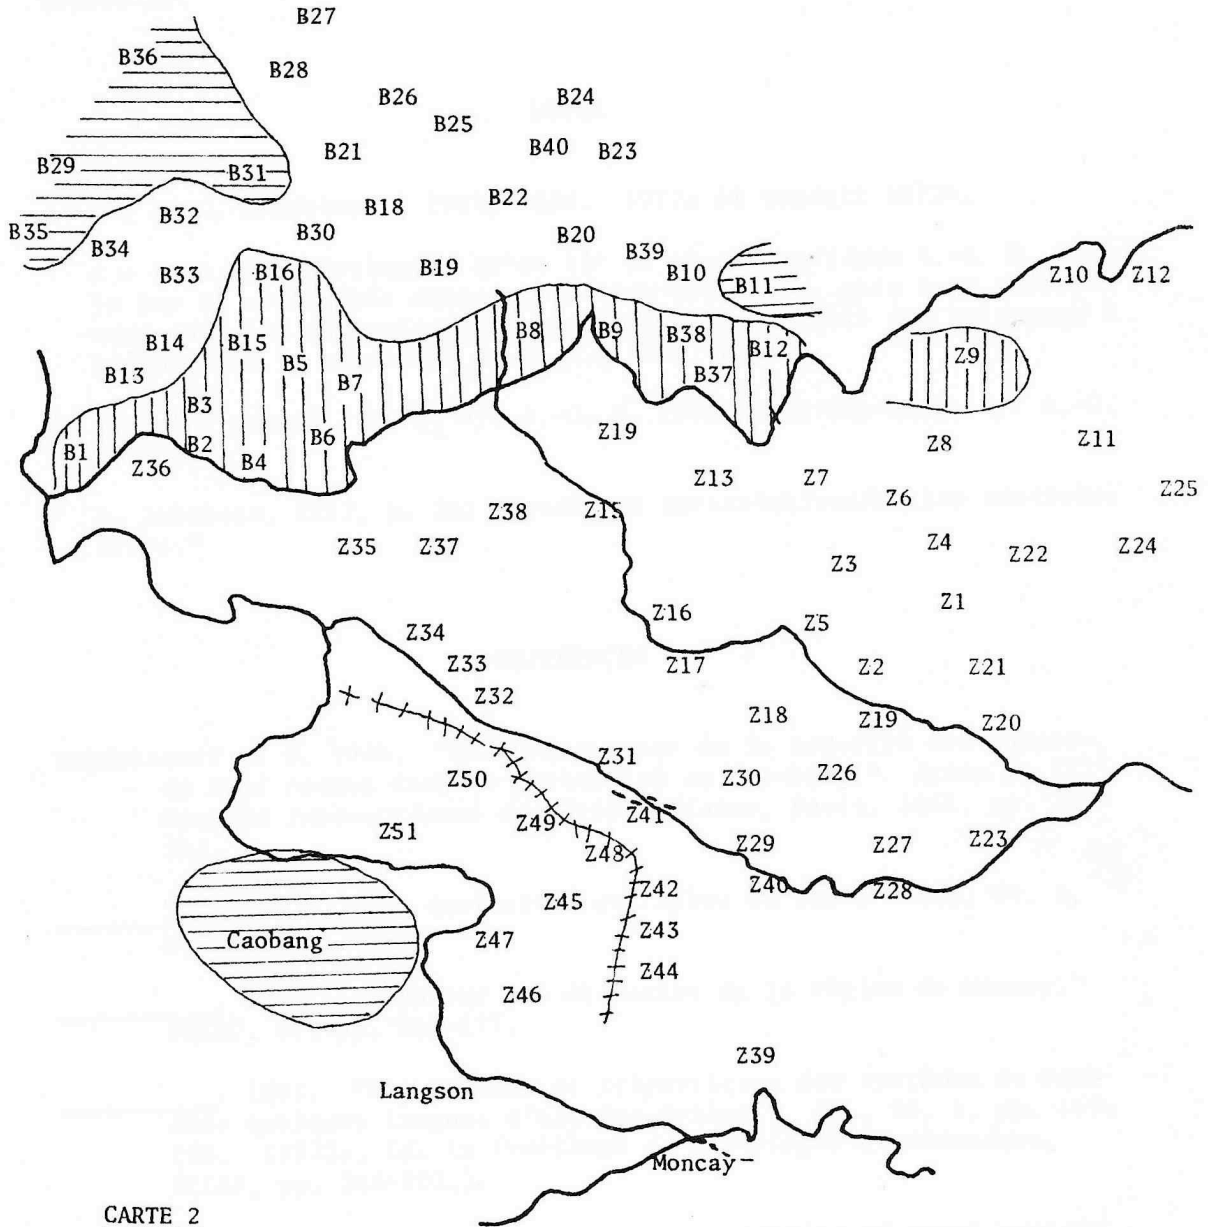 B27
B36
B28
B26 B24
B25
B21 B40 B23
B29 B31
B22
B18
B32
B35 B30 B20
B34 B39
B33 B16 B19 B10
B11 Z10 Z12
B14 B15 B8 B9 B38
B5 B12 Z9
B13 B7 B37
B3
B1 B2 B6 Z19 Z8 Z11
Z36 B4 Z13 Z7
Z6 Z25
Z38 Z15
Z35 Z37 Z4 Z22 Z24
Z3
Z16 Z1
Z34 Z5
Z33 Z17 Z2 Z21
Z32
Z18 Z19 Z20
Z31
Z50 Z30 Z26
Z41
Z51 Z49
Z48 Z29 Z27 Z23
Z42 Z40 Z28
Z45
Caobang Z47 Z43
Z44
Z46
Z39
Langson
Moncay
CARTE 2